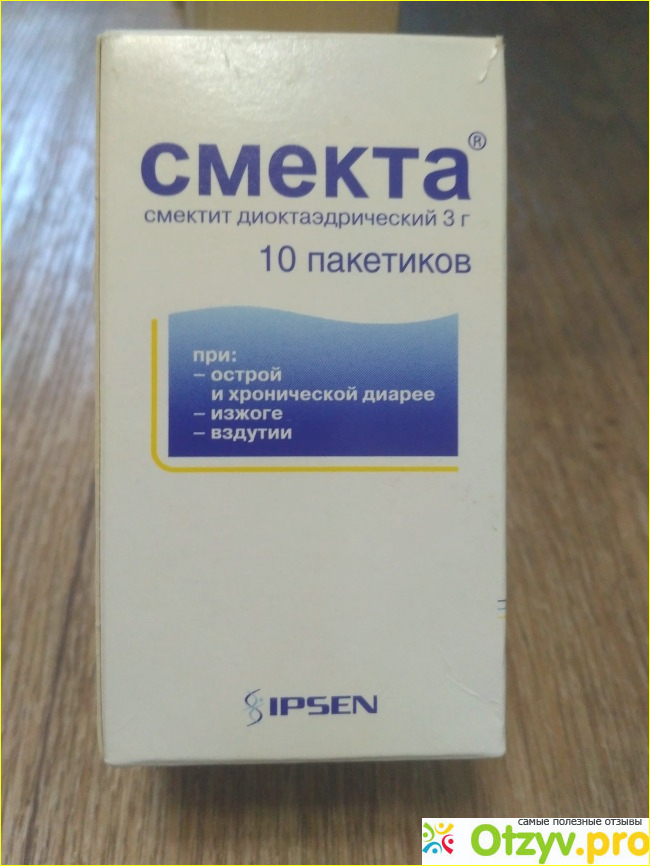 смекта®
смектит диоктаэдрический 3 г
10 пакетиков
при:
– острой
и хронической диарее
– изжоге
– вздутии
IPSEN
самые полезные отзывы
Otzyv.pro